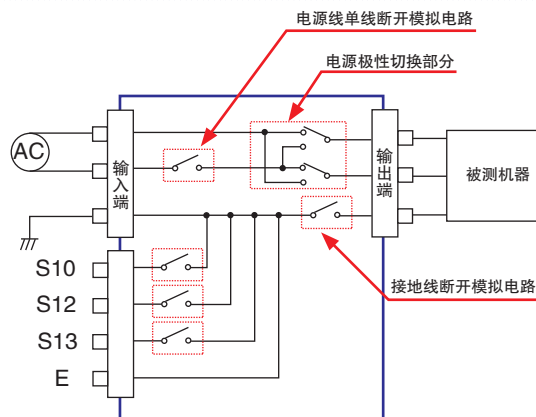 电源线单线断开模拟电路
电源极性切换部分
AC
输入端
输出端
被测机器
S10
S12
S13
E
接地线断开模拟电路